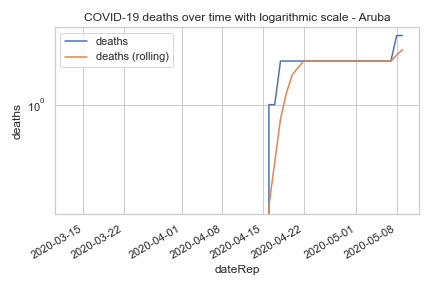 COVID-19 deaths over time with logarithmic scale - Aruba
deaths
deaths (rolling)
10⁰
deaths
2020-03-15
2020-03-22
2020-04-01
2020-04-08
2020-04-15
2020-04-22
2020-05-01
2020-05-08
dateRep